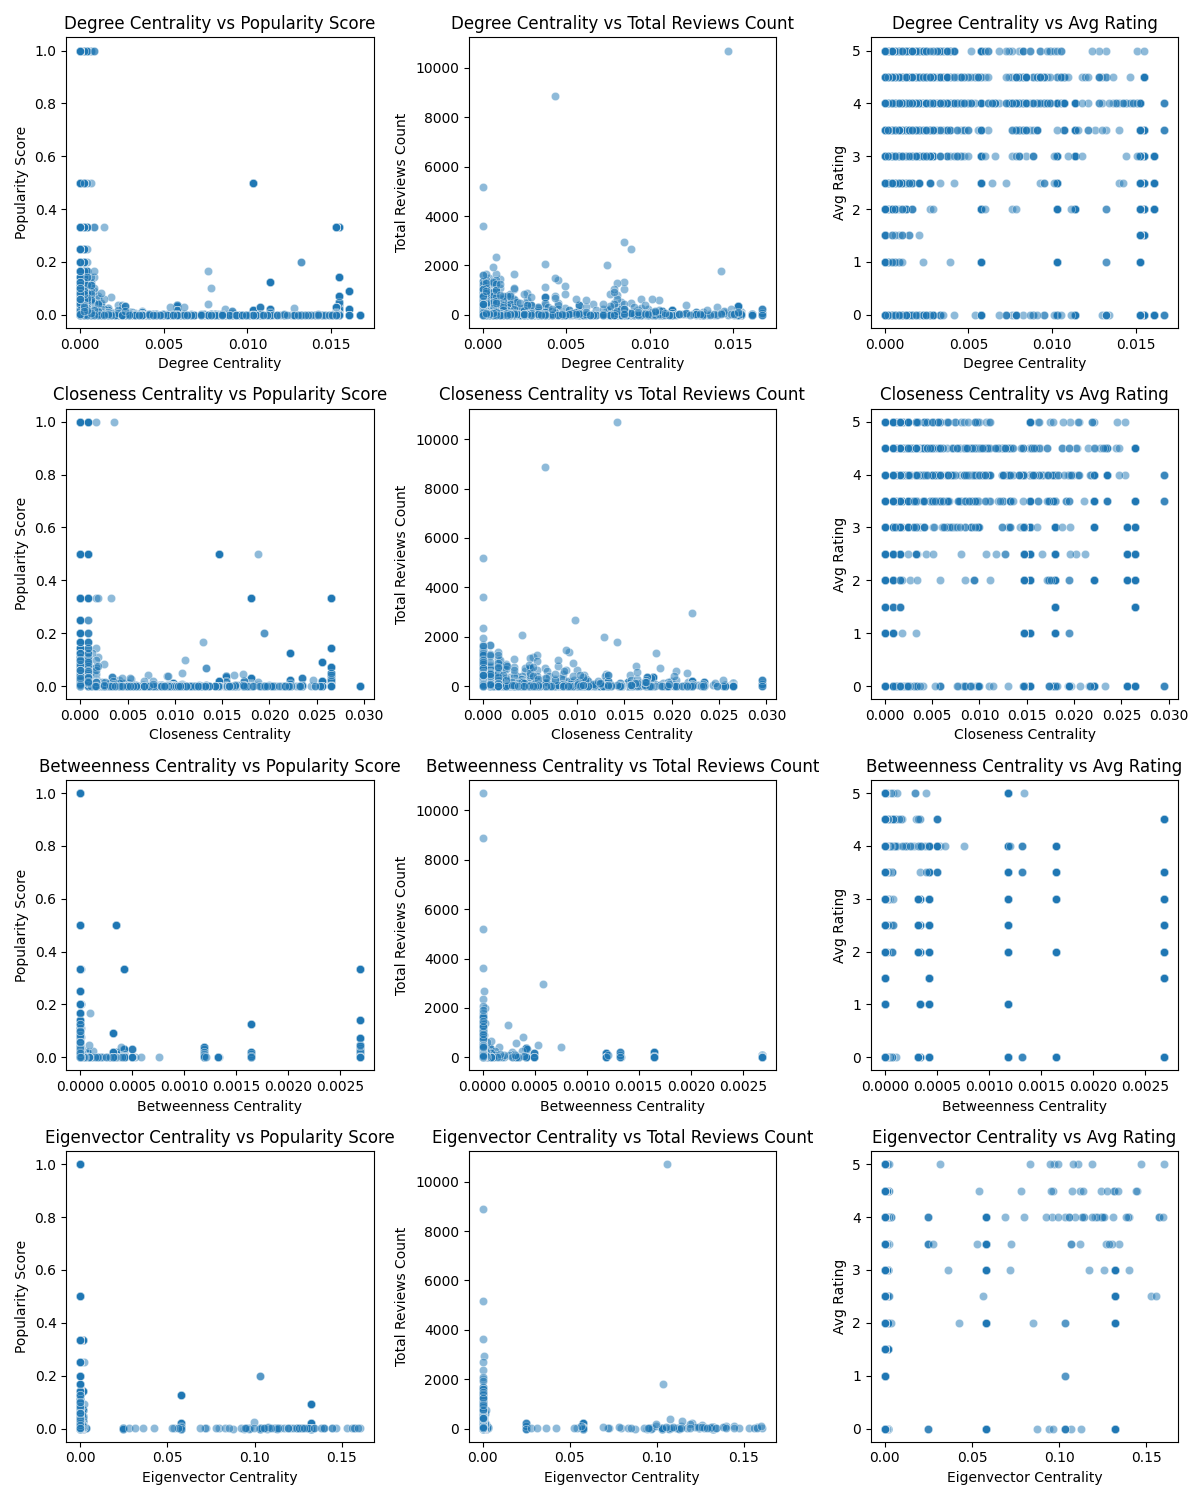 Degree Centrality vs Popularity Score
1.0
0.8
0.6
0.4
0.2
0.0
Popularity Score
0.000 0.005 0.010 0.015
Degree Centrality
Degree Centrality vs Total Reviews Count
10000
8000
6000
4000
2000
0
Total Reviews Count
0.000 0.005 0.010 0.015
Degree Centrality
Degree Centrality vs Avg Rating
5
4
3
2
1
0
Avg Rating
0.000 0.005 0.010 0.015
Degree Centrality
Closeness Centrality vs Popularity Score
1.0
0.8
0.6
0.4
0.2
0.0
Popularity Score
0.000 0.005 0.010 0.015 0.020 0.025 0.030
Closeness Centrality
Closeness Centrality vs Total Reviews Count
10000
8000
6000
4000
2000
0
Total Reviews Count
0.000 0.005 0.010 0.015 0.020 0.025 0.030
Closeness Centrality
Closeness Centrality vs Avg Rating
5
4
3
2
1
0
Avg Rating
0.000 0.005 0.010 0.015 0.020 0.025 0.030
Closeness Centrality
Betweenness Centrality vs Popularity Score
1.0
0.8
0.6
0.4
0.2
0.0
Popularity Score
0.0000 0.0005 0.0010 0.0015 0.0020 0.0025
Betweenness Centrality
Betweenness Centrality vs Total Reviews Count
10000
8000
6000
4000
2000
0
Total Reviews Count
0.0000 0.0005 0.0010 0.0015 0.0020 0.0025
Betweenness Centrality
Betweenness Centrality vs Avg Rating
5
4
3
2
1
0
Avg Rating
0.0000 0.0005 0.0010 0.0015 0.0020 0.0025
Betweenness Centrality
Eigenvector Centrality vs Popularity Score
1.0
0.8
0.6
0.4
0.2
0.0
Popularity Score
0.00 0.05 0.10 0.15
Eigenvector Centrality
Eigenvector Centrality vs Total Reviews Count
10000
8000
6000
4000
2000
0
Total Reviews Count
0.00 0.05 0.10 0.15
Eigenvector Centrality
Eigenvector Centrality vs Avg Rating
5
4
3
2
1
0
Avg Rating
0.00 0.05 0.10 0.15
Eigenvector Centrality